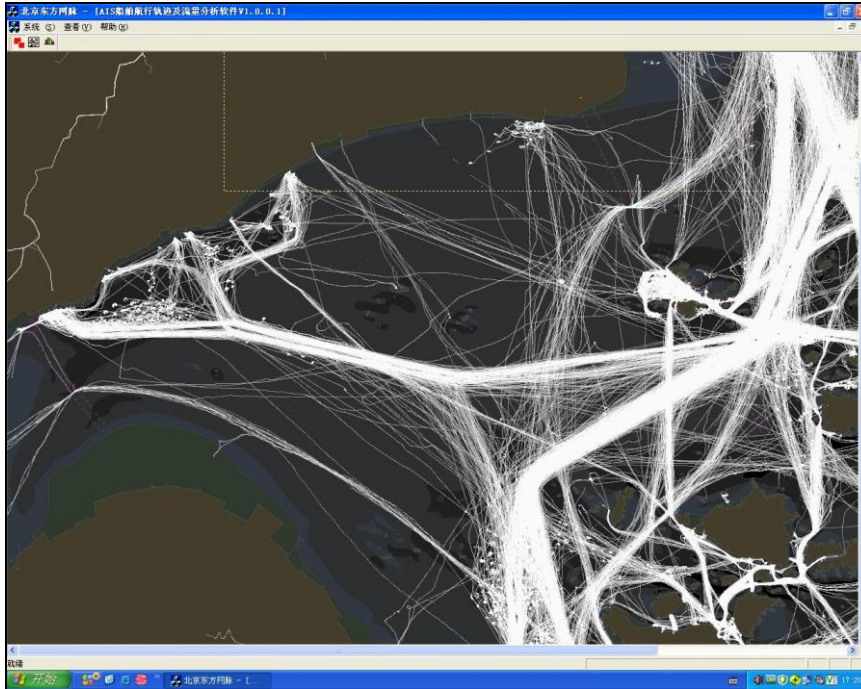 北京东方网脉 - [AIS船舶航行轨迹及流量分析软件V1.0.0.1]
系统(S) 查看(V) 帮助(H)
就绪
开始
北京东方网脉 - [...